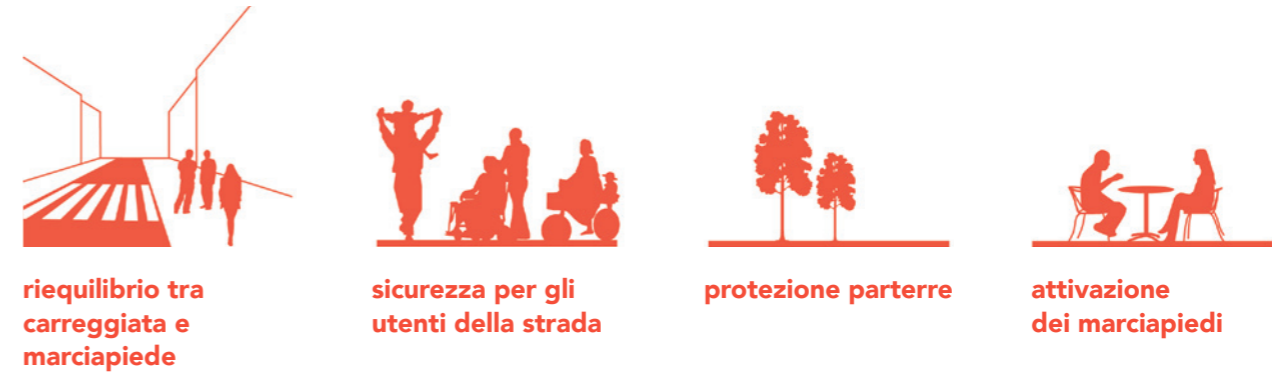 riequilibrio tra
carreggiata e
marciapiede
sicurezza per gli
utenti della strada
protezione parterre
attivazione
dei marciapiedi